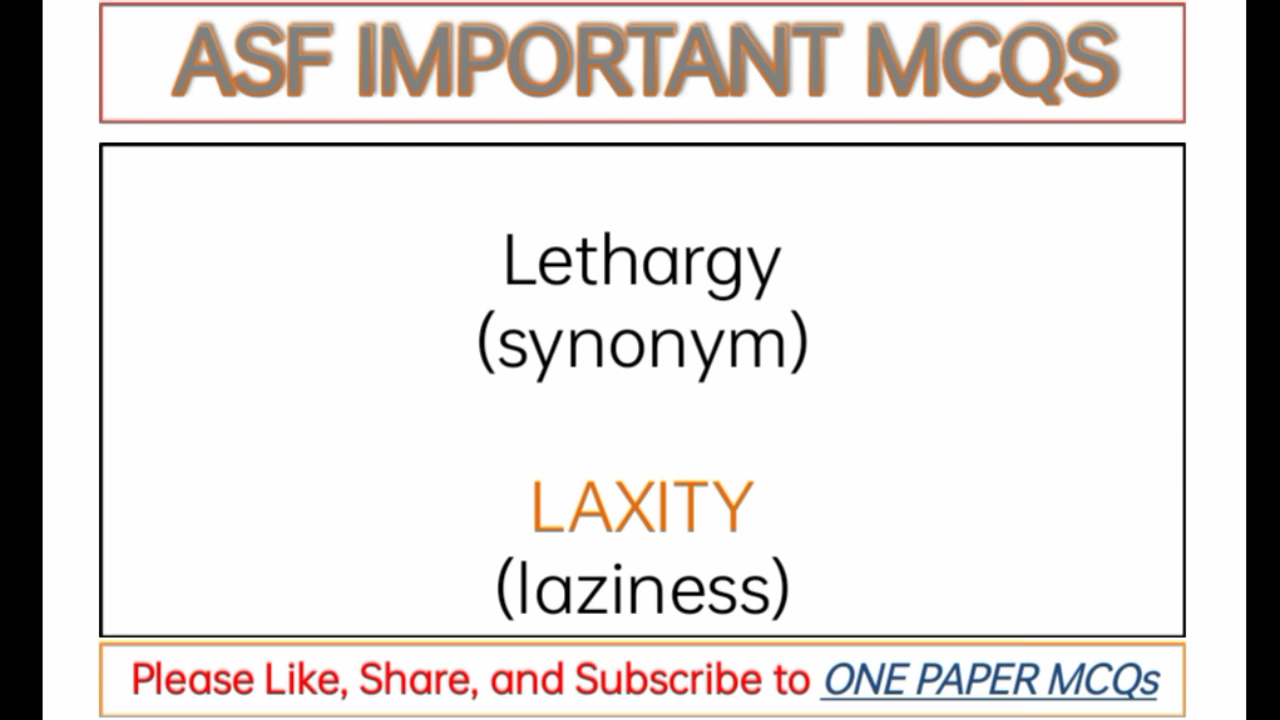 ASF IMPORTANT MCQS
Lethargy
(synonym)
LAXITY
(laziness)
Please Like, Share, and Subscribe to ONE PAPER MCQs